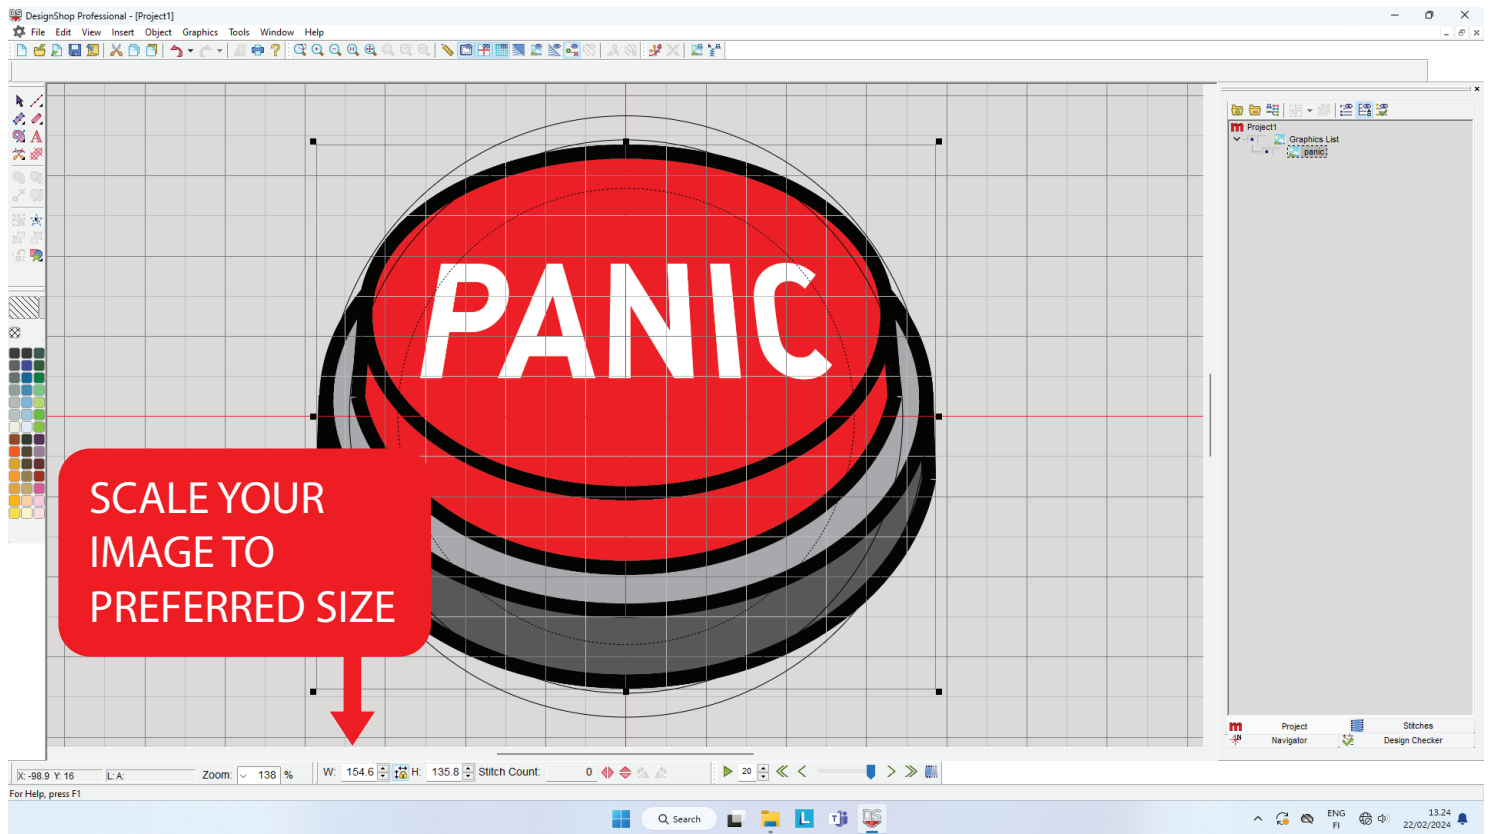 DesignShop Professional - [Project1]
File Edit View Insert Object Graphics Tools Window Help
Project1
Graphics List
panic
PANIC
SCALE YOUR
IMAGE TO
PREFERRED SIZE
Project
Stitches
Navigator
Design Checker
X: -98.9 Y: 16
L: A:
Zoom: 138 %
W: 154.6 H: 135.8 Stitch Count: 0
20
For Help, press F1
Search
ENG
FI
13.24
22/02/2024